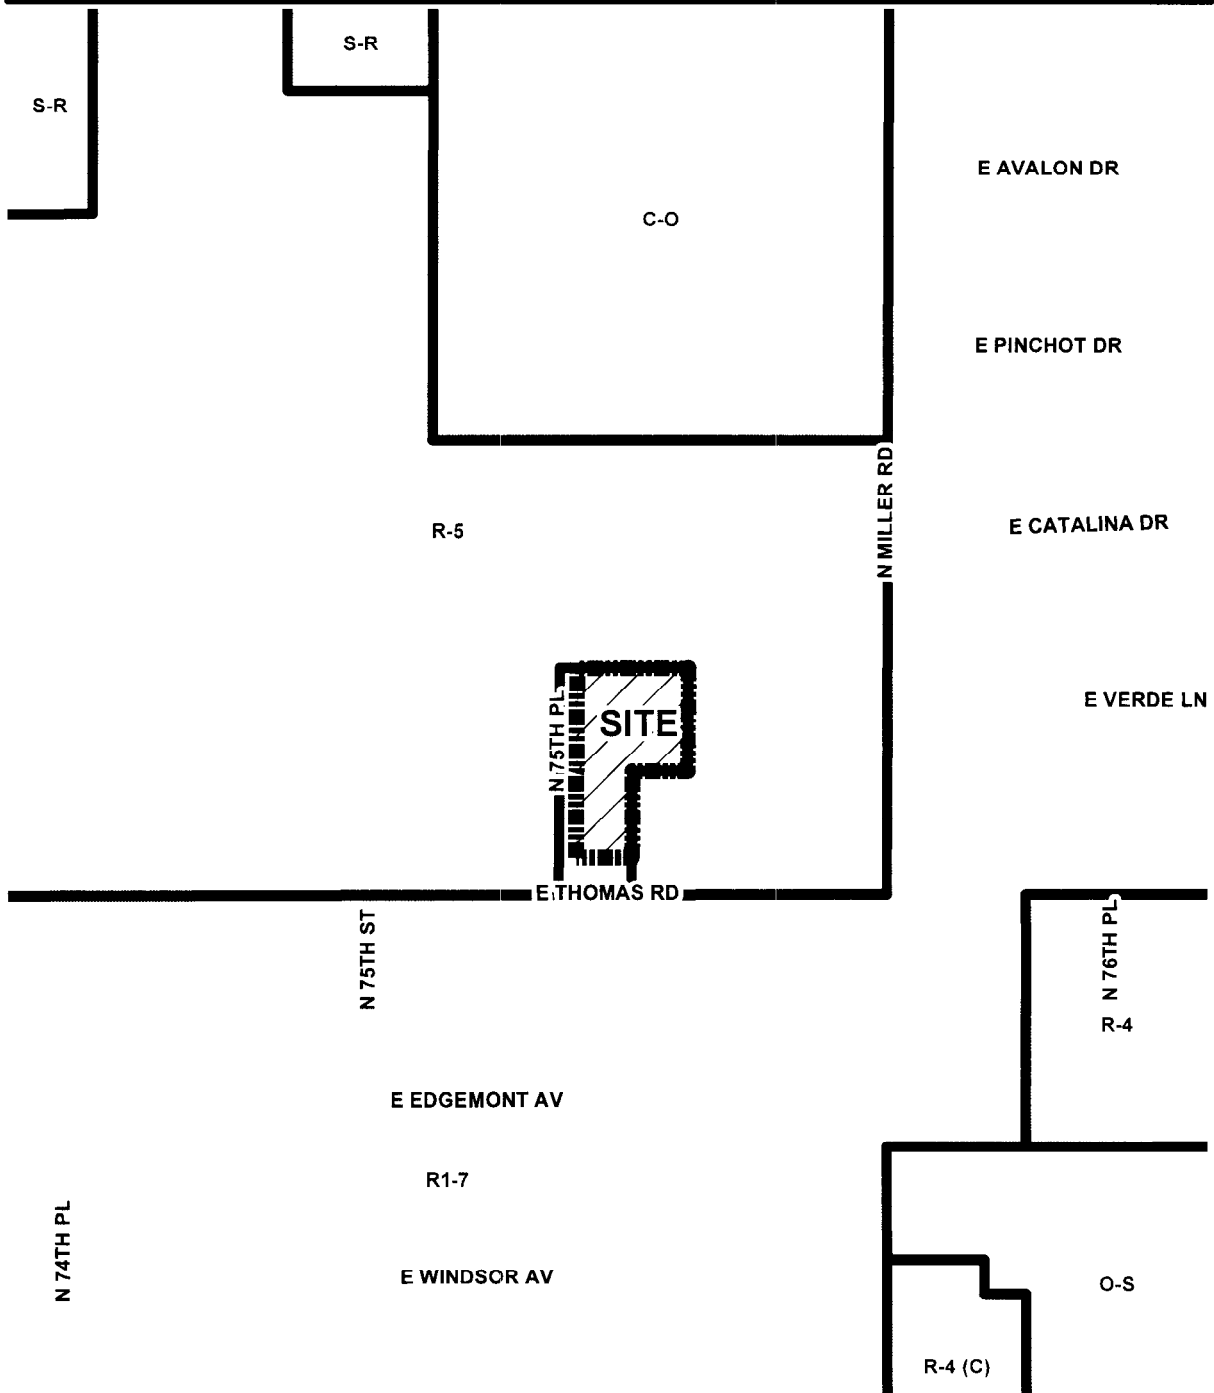 S-R
S-R
E AVALON DR
C-O
E PINCHOT DR
N MILLER RD
E CATALINA DR
R-5
E VERDE LN
N 75TH PL
SITE
E THOMAS RD
N 75TH ST
N 76TH PL
R-4
E EDGEMONT AV
R1-7
N 74TH PL
E WINDSOR AV
O-S
R-4 (C)